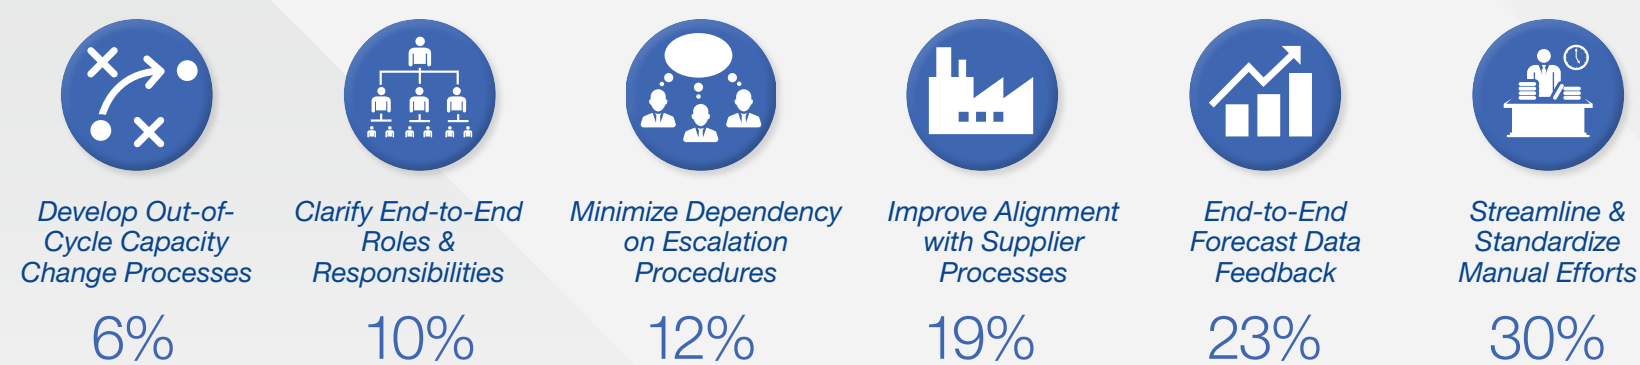 Develop Out-of-
Cycle Capacity
Change Processes
6%
Clarify End-to-End
Roles &
Responsibilities
10%
Minimize Dependency
on Escalation
Procedures
12%
Improve Alignment
with Supplier
Processes
19%
End-to-End
Forecast Data
Feedback
23%
Streamline &
Standardize
Manual Efforts
30%